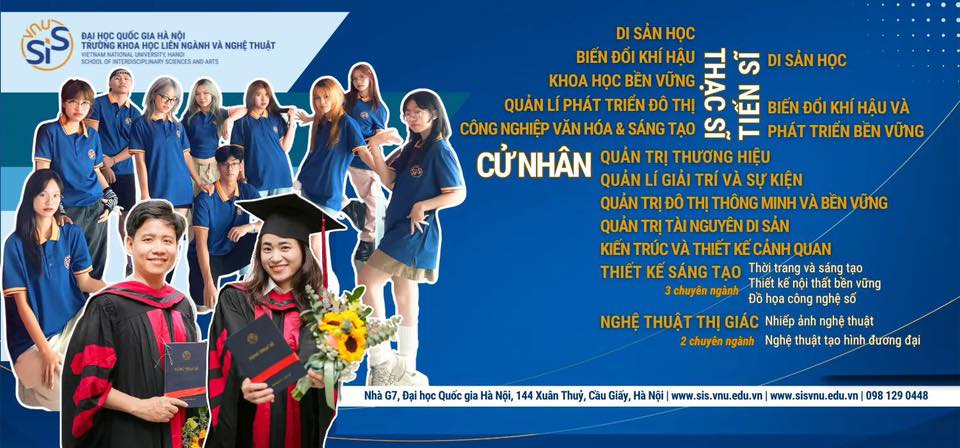 VNU
SiS
ĐẠI HỌC QUỐC GIA HÀ NỘI
TRƯỜNG KHOA HỌC LIÊN NGÀNH VÀ NGHỆ THUẬT
VIETNAM NATIONAL UNIVERSITY, HANOI
SCHOOL OF INTERDISCIPLINARY SCIENCES AND ARTS
DI SẢN HỌC
BIẾN ĐỔI KHÍ HẬU
KHOA HỌC BỀN VỮNG
QUẢN LÍ PHÁT TRIỂN ĐÔ THỊ
CÔNG NGHIỆP VĂN HÓA & SÁNG TẠO
THẠC SĨ
TIẾN SĨ
DI SẢN HỌC
BIẾN ĐỔI KHÍ HẬU VÀ
PHÁT TRIỂN BỀN VỮNG
CỬ NHÂN
QUẢN TRỊ THƯƠNG HIỆU
QUẢN LÍ GIẢI TRÍ VÀ SỰ KIỆN
QUẢN TRỊ ĐÔ THỊ THÔNG MINH VÀ BỀN VỮNG
QUẢN TRỊ TÀI NGUYÊN DI SẢN
KIẾN TRÚC VÀ THIẾT KẾ CẢNH QUAN
THIẾT KẾ SÁNG TẠO
3 chuyên ngành
Thời trang và sáng tạo
Thiết kế nội thất bền vững
Đồ họa công nghệ số
NGHỆ THUẬT THỊ GIÁC
2 chuyên ngành
Nhiếp ảnh nghệ thuật
Nghệ thuật tạo hình đương đại
Nhà G7, Đại học Quốc gia Hà Nội, 144 Xuân Thuỷ, Cầu Giấy, Hà Nội | www.sis.vnu.edu.vn | www.sisvnu.edu.vn | 098 129 0448